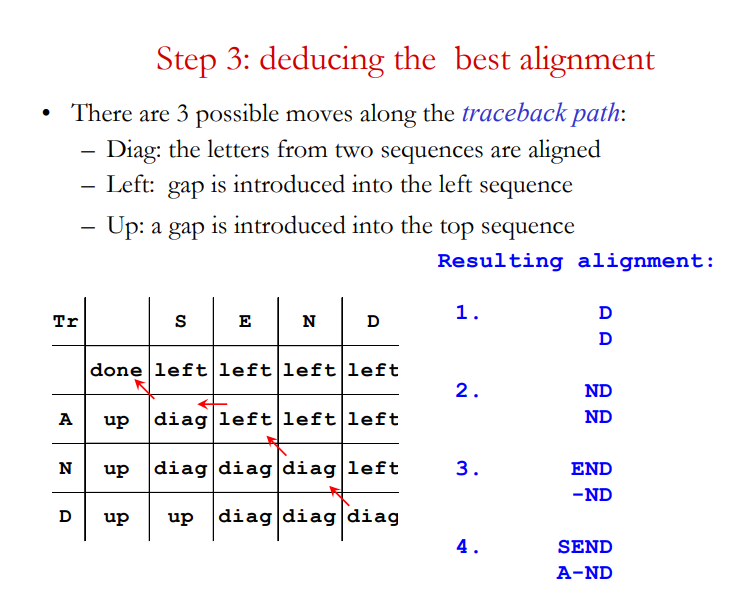 Step 3: deducing the best alignment
• There are 3 possible moves along the traceback path:
– Diag: the letters from two sequences are aligned
– Left: gap is introduced into the left sequence
– Up: a gap is introduced into the top sequence
Resulting alignment:
Tr S E N D
done left left left left
A up diag left left left
N up diag diag diag left
D up up diag diag diag
1. D
D
2. ND
ND
3. END
-ND
4. SEND
A-ND